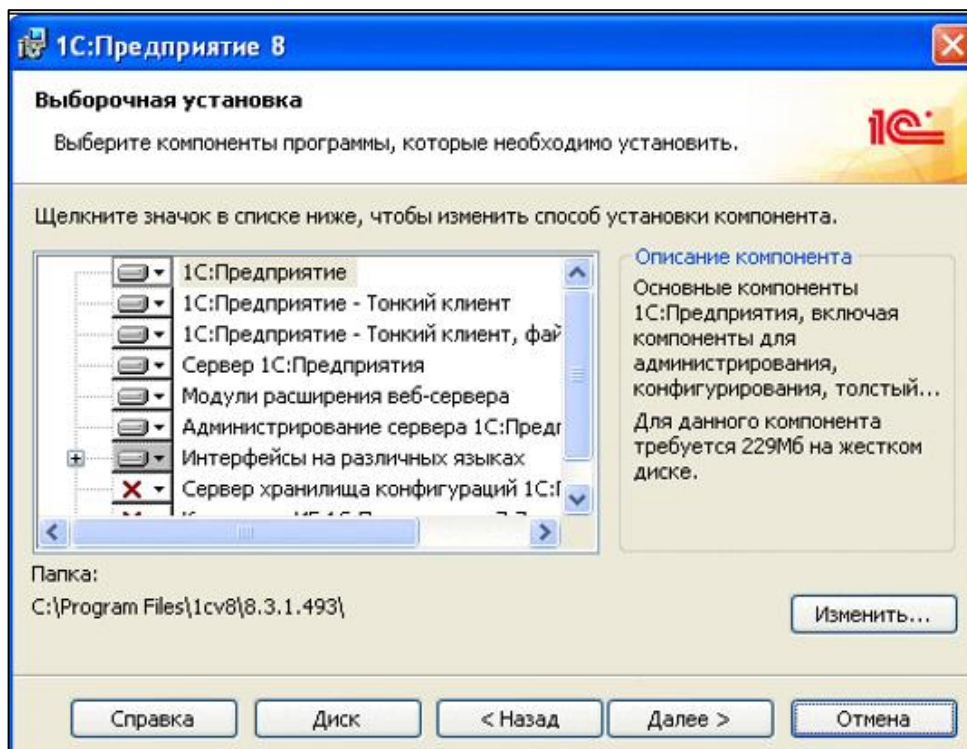 1С:Предприятие 8
Выборочная установка
Выберите компоненты программы, которые необходимо установить.
1С
Щелкните значок в списке ниже, чтобы изменить способ установки компонента.
1С:Предприятие
1С:Предприятие - Тонкий клиент
1С:Предприятие - Тонкий клиент, фай
Сервер 1С:Предприятия
Модули расширения веб-сервера
Администрирование сервера 1С:Предг
Интерфейсы на различных языках
Сервер хранилища конфигураций 1С:Г
Описание компонента
Основные компоненты
1С:Предприятия, включая
компоненты для
администрирования,
конфигурирования, толстый...
Для данного компонента
требуется 229Мб на жестком
диске.
Папка:
C:\Program Files\1cv8\8.3.1.493\
Изменить...
Справка
Диск
< Назад
Далее >
Отмена